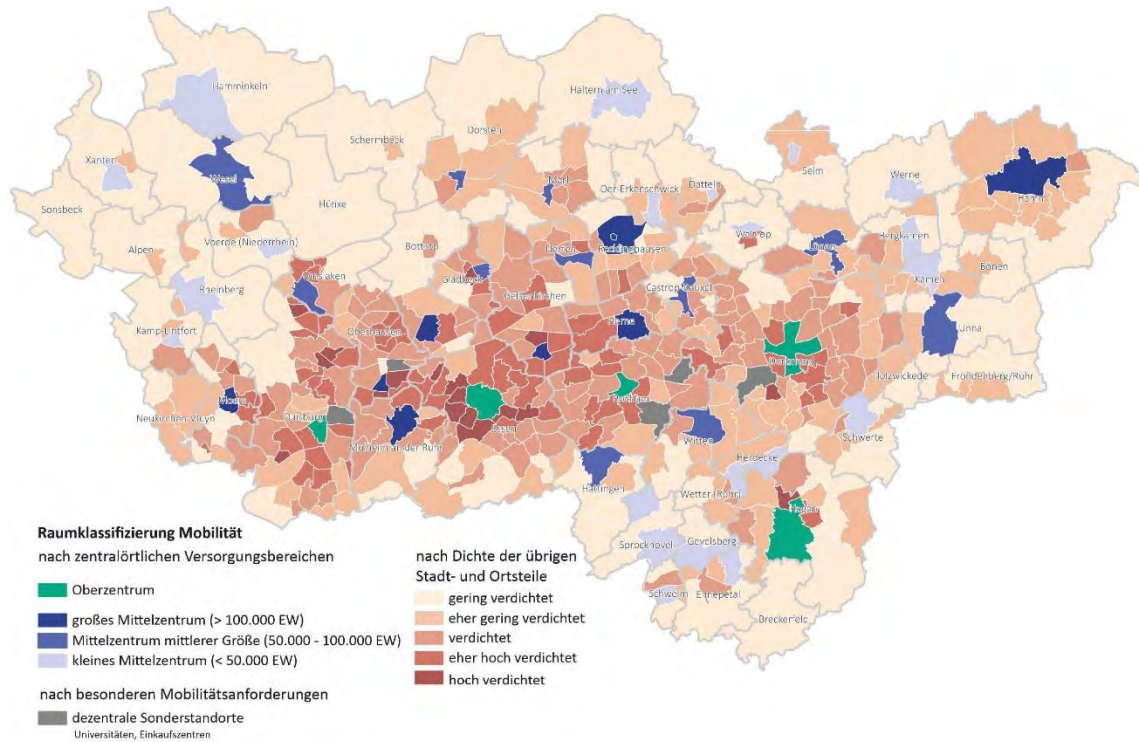 Hamminkeln
Haltern am See
Schermbeck
Dorsten
Xanten
Wesel
Marl
Oer-Erkenschwick
Datteln
Selm
Werne
Hamm
Sonsbeck
Hünxe
Alpen
Voerde (Niederrhein)
Bottrop
Herten
Recklinghausen
Waltrop
Lünen
Bergkamen
Bönen
Rheinberg
Dinslaken
Gladbeck
Gelsenkirchen
Castrop-Rauxel
Kamen
Kamp-Lintfort
Oberhausen
Herne
Unna
Dortmund
Holzwickede
Fröndenberg/Ruhr
Neukirchen-Vluyn
Moers
Duisburg
Mülheim an der Ruhr
Essen
Bochum
Witten
Schwerte
Herdecke
Hattingen
Wetter (Ruhr)
Hagen
Sprockhövel
Gevelsberg
Schwelm
Ennepetal
Breckerfeld
Raumklassifizierung Mobilität
nach zentralörtlichen Versorgungsbereichen
Oberzentrum
großes Mittelzentrum (> 100.000 EW)
Mittelzentrum mittlerer Größe (50.000 - 100.000 EW)
kleines Mittelzentrum (< 50.000 EW)
nach besonderen Mobilitätsanforderungen
dezentrale Sonderstandorte
Universitäten, Einkaufszentren
nach Dichte der übrigen
Stadt- und Ortsteile
gering verdichtet
eher gering verdichtet
verdichtet
eher hoch verdichtet
hoch verdichtet